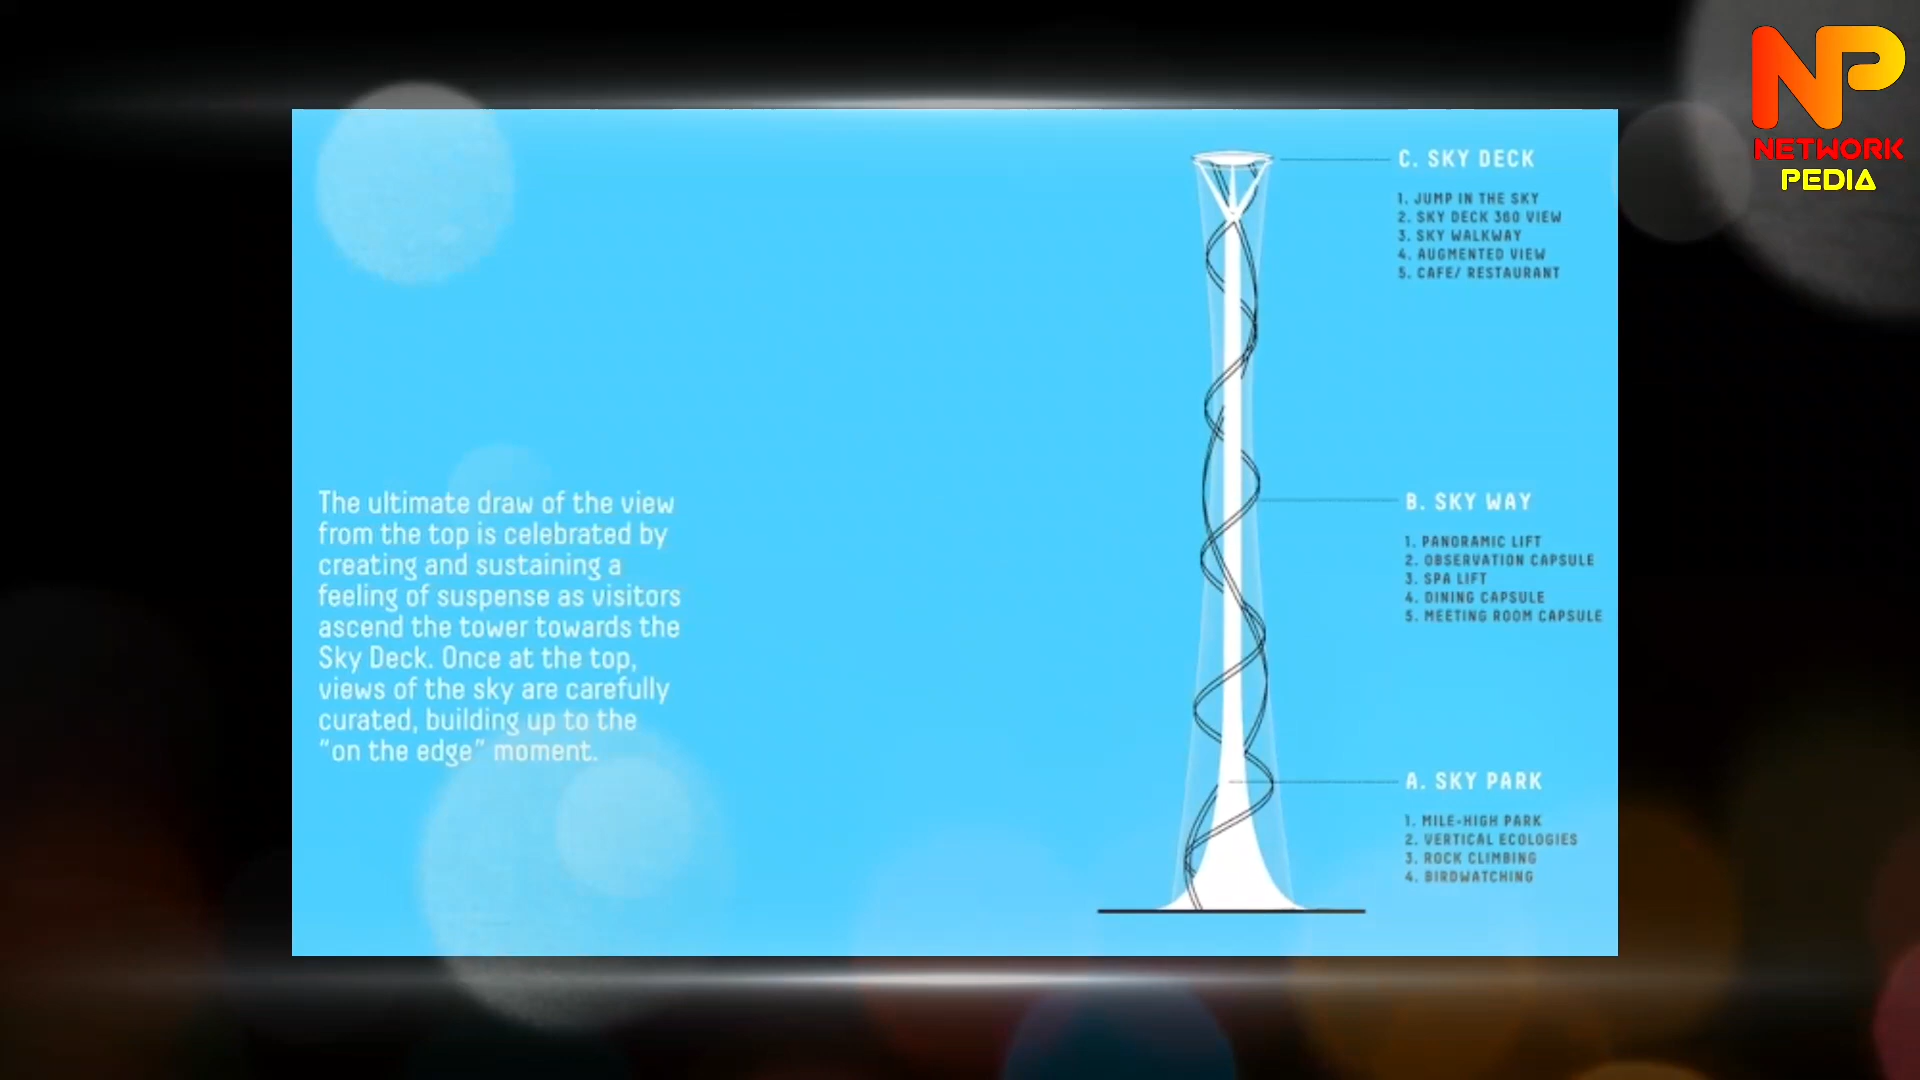 NP
NETWORK
PEDIA
The ultimate draw of the view
from the top is celebrated by
creating and sustaining a
feeling of suspense as visitors
ascend the tower towards the
Sky Deck. Once at the top,
views of the sky are carefully
curated, building up to the
"on the edge" moment.
C. SKY DECK
1. JUMP IN THE SKY
2. SKY DECK 360 VIEW
3. SKY WALKWAY
4. AUGMENTED VIEW
5. CAFE/ RESTAURANT
B. SKY WAY
1. PANORAMIC LIFT
2. OBSERVATION CAPSULE
3. SPA LIFT
4. DINING CAPSULE
5. MEETING ROOM CAPSULE
A. SKY PARK
1. MILE-HIGH PARK
2. VERTICAL ECOLOGIES
3. ROCK CLIMBING
4. BIRDWATCHING